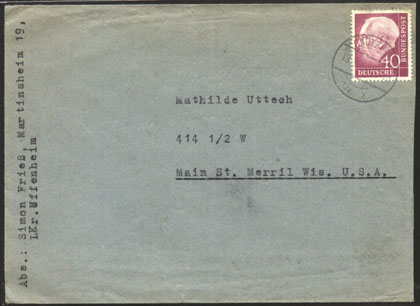 Abs.: Simon Frieß, Martinsheim 19,
LKr.Uffenheim
Mathilde Uttech
414 1/2 W
Main St. Merril Wis. U.S.A.
40
DEUTSCHE
BUNDESPOST